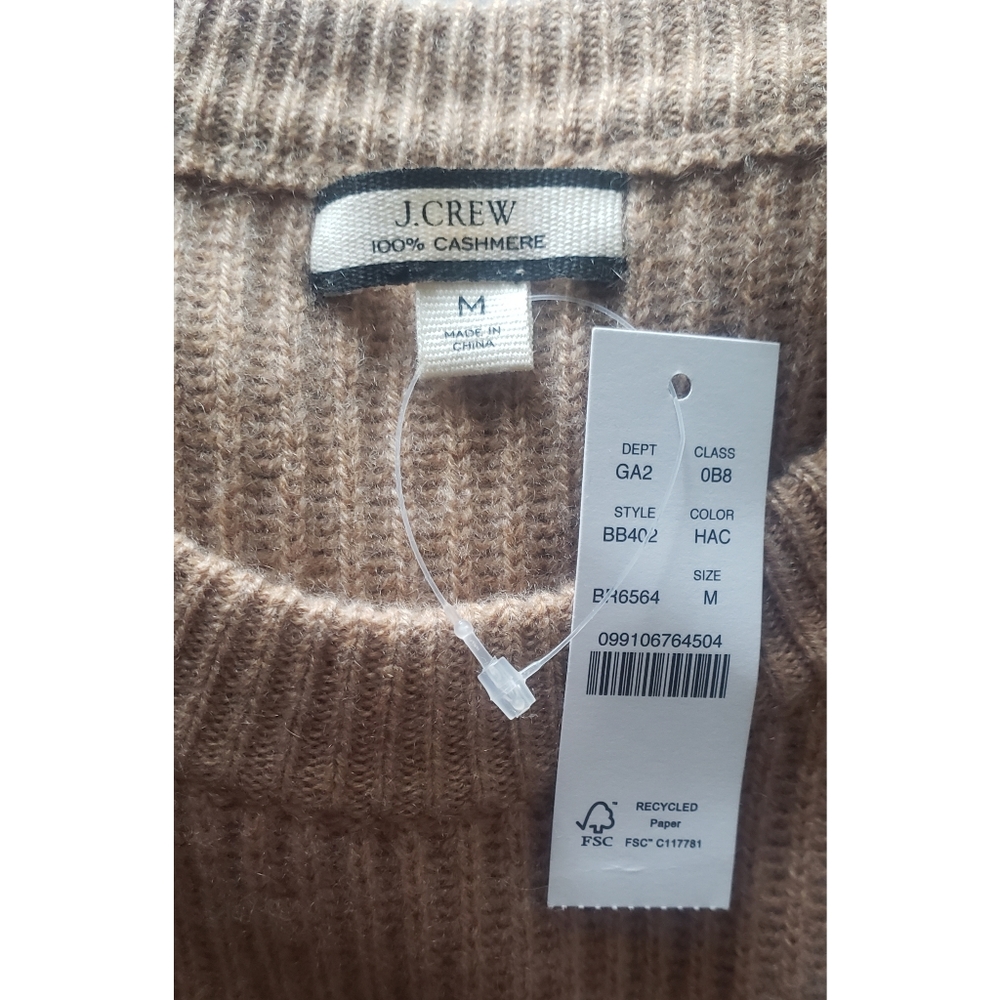 J.CREW
100% CASHMERE
M
MADE IN
CHINA
DEPT CLASS
GA2 0B8
STYLE COLOR
BB402 HAC
SIZE
BH6564 M
099106764504
RECYCLED
Paper
FSC FSC™ C117781